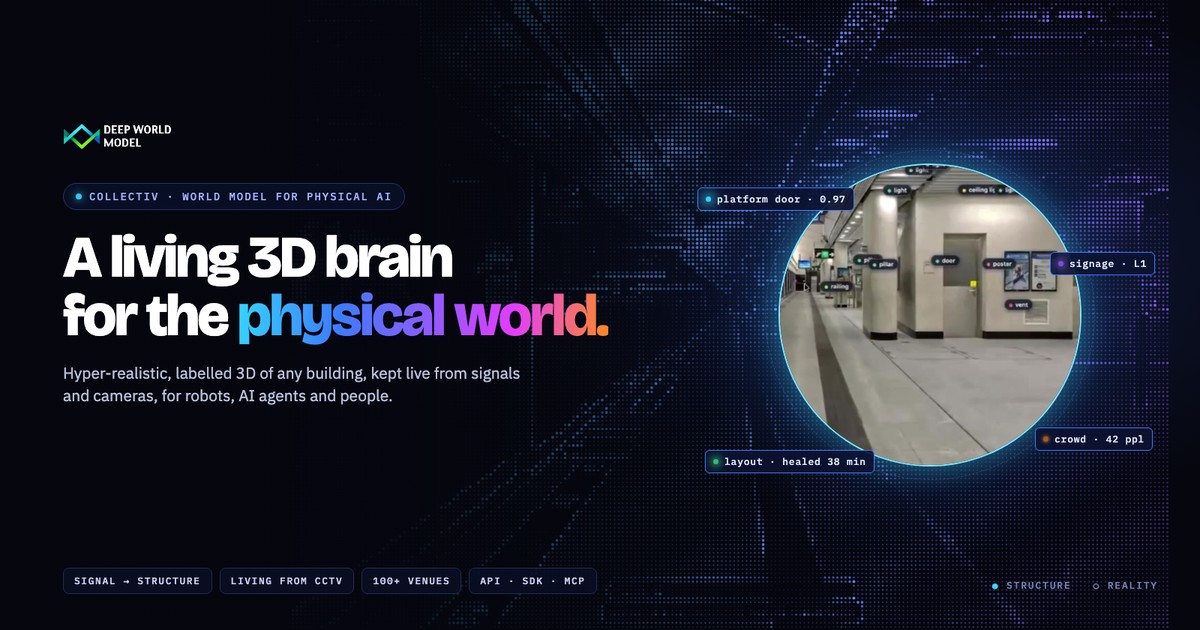 DEEP WORLD
MODEL
COLLECTIV · WORLD MODEL FOR PHYSICAL AI
A living 3D brain
for the physical world.
Hyper-realistic, labelled 3D of any building, kept live from signals
and cameras, for robots, AI agents and people.
platform door · 0.97
light
light
ceiling
pillar
door
poster
railing
vent
signage · L1
crowd · 42 ppl
layout · healed 38 min
SIGNAL → STRUCTURE
LIVING FROM CCTV
100+ VENUES
API · SDK · MCP
STRUCTURE
REALITY